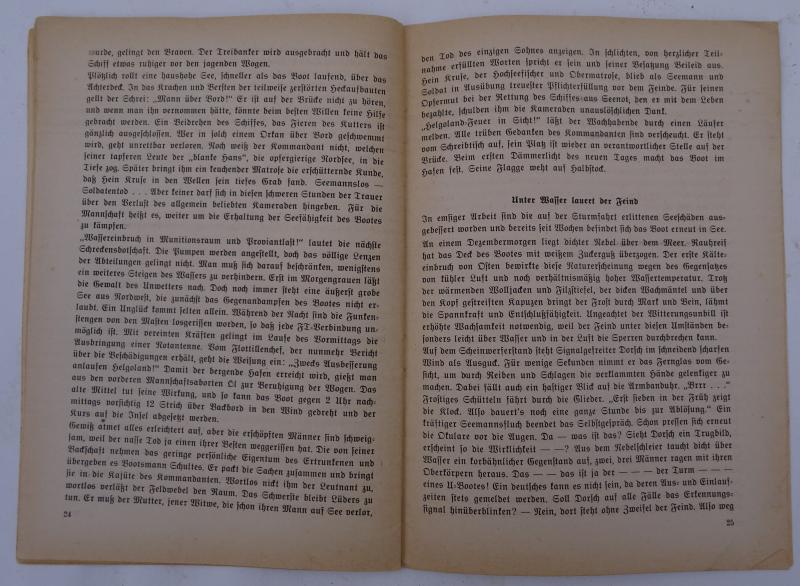 wurde, gelingt den Braven. Der Treibanker wird ausgebracht und hält das
Schiff etwas ruhiger vor den jagenden Wogen.
Plötzlich rollt eine haushohe See, schneller als das Boot laufend, über das
Achterdeck. In das Krachen und Bersten der teilweise zerstörten Heckaufbauten
gellt der Schrei: „Mann über Bord!“ Er ist auf der Brücke nicht zu hören,
und wenn man ihn vernommen hätte, könnte beim besten Willen keine Hilfe
gebracht werden. Ein Beidrehen des Schiffes, das Fieren des Kutters ist
gänzlich ausgeschlossen. Wer in solch einem Orkan über Bord geschwemmt
wird, geht unrettbar verloren. Noch weiß der Kommandant nicht, welchen
seiner tapferen Leute der „blanke Hans“, die opfergierige Nordsee, in die
Tiefe zog. Später bringt ihm ein keuchender Matrose die erschütternde Kunde,
daß Hein Kruse in den Wellen sein tiefes Grab fand. Seemannslos —
Soldatentod . . . Aber keiner darf sich in diesen schweren Stunden der Trauer
über den Verlust des allgemein beliebten Kameraden hingeben. Für die
Mannschaft heißt es, weiter um die Erhaltung der Seefähigkeit des Bootes
zu kämpfen.
„Wassereinbruch in Munitionsraum und Proviantlast!“ lautet die nächste
Schreckensbotschaft. Die Pumpen werden angestellt, doch das völlige Lenzen
der Abteilungen gelingt nicht. Man muß sich darauf beschränken, wenigstens
ein weiteres Steigen des Wassers zu verhindern. Erst im Morgengrauen läßt
die Gewalt des Unwetters nach. Doch noch immer steht eine äußerst grobe
See aus Nordwest, die zunächst das Gegenandampfen des Bootes nicht er-
laubt. Ein Unglück kommt selten allein. Während der Nacht sind die Funken-
stengen von den Masten losgerissen worden, so daß jede FT-Verbindung un-
möglich ist. Mit vereinten Kräften gelingt im Laufe des Vormittags die
Ausbringung einer Notantenne. Vom Flottillenchef, der nunmehr Bericht
über die Beschädigungen erhält, geht die Weisung ein: „Zwecks Ausbesserung
anlaufen Helgoland!“ Damit der bergende Hafen erreicht wird, gießt man
aus den vorderen Mannschaftsaborten Öl zur Beruhigung der Wogen. Das
alte Mittel tut seine Wirkung, und so kann das Boot gegen 2 Uhr nach-
mittags vorsichtig 12 Strich über Backbord in den Wind gedreht und der
Kurs auf die Insel abgesetzt werden.
Gewiß atmet alles erleichtert auf, aber die erschöpften Männer sind schweig-
sam, weil der nasse Tod ja einen ihrer Besten weggerissen hat. Die von seiner
Backschaft nehmen das geringe persönliche Eigentum des Ertrunkenen und
übergeben es Bootsmann Schultes. Er packt die Sachen zusammen und bringt
sie in die Kajüte des Kommandanten. Wortlos nickt ihm der Leutnant zu,
wortlos verläßt der Feldwebel den Raum. Das Schwerste bleibt Lüders zu
tun. Er muß der Mutter, jener Witwe, die schon ihren Mann auf See verlor,
24
den Tod des einzigen Sohnes anzeigen. In schlichten, von herzlicher Teil-
nahme erfüllten Worten spricht er sein und seiner Besatzung Beileid aus.
Hein Kruse, der Hochseefischer und Obermatrose, blieb als Seemann und
Soldat in Ausübung treuester Pflichterfüllung vor dem Feinde. Für seinen
Opfermut bei der Rettung des Schiffes aus Seenot, den er mit dem Leben
bezahlte, schulden ihm die Kameraden unauslöschlichen Dank.
„Helgoland-Feuer in Sicht!“ läßt der Wachhabende durch einen Läufer
melden. Alle trüben Gedanken des Kommandanten sind verscheucht. Er steht
vom Schreibtisch auf, sein Platz ist wieder an verantwortlicher Stelle auf der
Brücke. Beim ersten Dämmerlicht des neuen Tages macht das Boot im
Hafen fest. Seine Flagge weht auf Halbstock.
Unter Wasser lauert der Feind
In emsiger Arbeit sind die auf der Sturmfahrt erlittenen Seeschäden aus-
gebessert worden und bereits seit Wochen befindet sich das Boot erneut in See.
An einem Dezembermorgen liegt dichter Nebel über dem Meer. Rauhreif
hat das Deck des Bootes mit weißem Zuckerguß überzogen. Der erste Kälte-
einbruch von Osten bewirkte diese Naturerscheinung wegen des Gegensatzes
von kühler Luft und noch verhältnismäßig hoher Wassertemperatur. Trotz
der wärmenden Wolljacken und Filzstiefel, der dicken Wachmäntel und über
den Kopf gestreiften Kapuzen dringt der Frost durch Mark und Bein, lähmt
die Spannkraft und Entschlußfähigkeit. Ungeachtet der Witterungsunbill ist
erhöhte Wachsamkeit notwendig, weil der Feind unter diesen Umständen be-
sonders leicht über Wasser und in der Luft die Sperren durchbrechen kann.
Auf dem Scheinwerferstand steht Signalgefreiter Dorsch im schneidend scharfen
Wind als Ausguck. Für wenige Sekunden nimmt er das Fernglas vom Ge-
sicht, um durch Reiben und Schlagen die verklammten Hände gelenkiger zu
machen. Dabei fällt auch ein hastiger Blick auf die Armbanduhr. „Brrr . . .“
Frostiges Schütteln fährt durch die Glieder. „Erst sieben in der Früh zeigt
die Klock. Also dauert's noch eine ganze Stunde bis zur Ablösung.“ Ein
kräftiger Seemannsfluch beendet das Selbstgespräch. Schon pressen sich erneut
die Okulare vor die Augen. Da — was ist das? Sieht Dorsch ein Trugbild,
erscheint so die Wirklichkeit — —? Aus dem Nebelschleier taucht dicht über
Wasser ein korbähnlicher Gegenstand auf, zwei, drei Männer ragen mit ihren
Oberkörpern heraus. Das — — das ist ja der — — — der Turm — — —
eines U-Bootes! Ein deutsches kann es nicht sein, da deren Aus- und Einlauf-
zeiten stets gemeldet werden. Soll Dorsch auf alle Fälle das Erkennungs-
signal hinüberblinken? — Nein, dort steht ohne Zweifel der Feind. Also weg
25